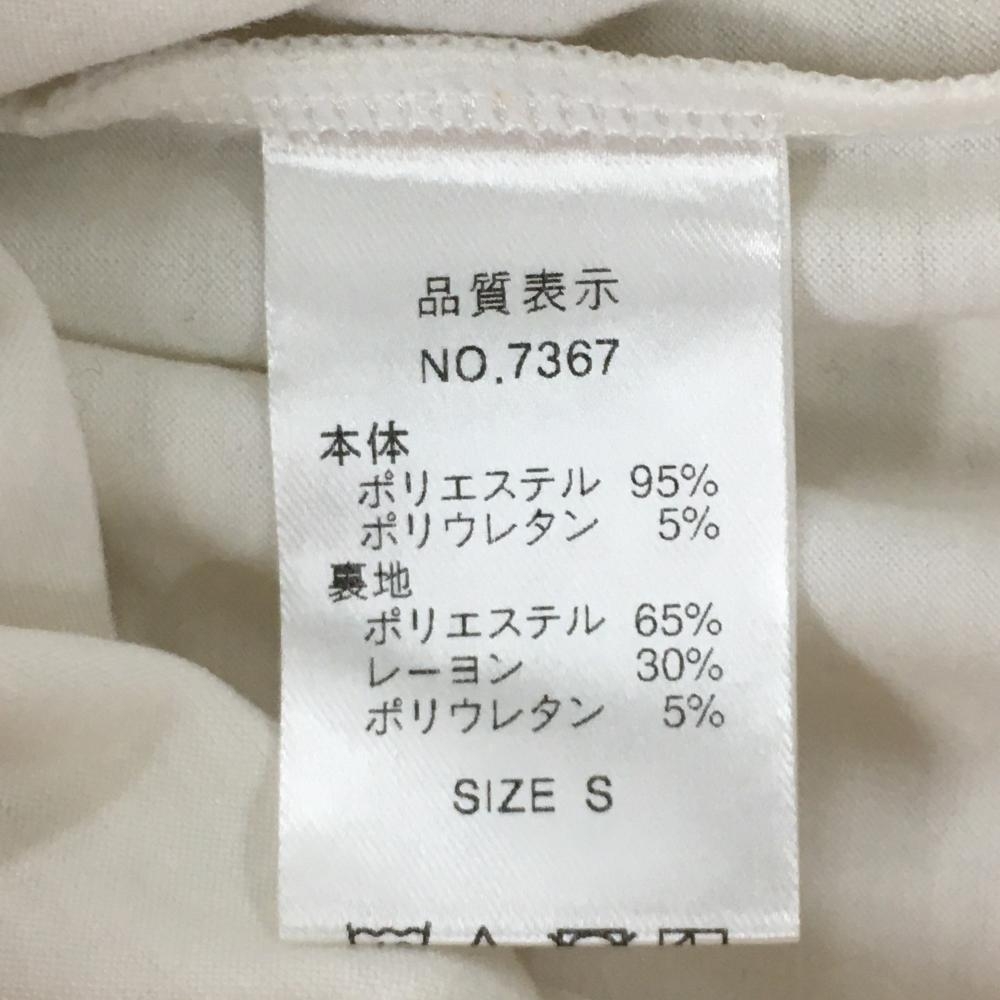 品質表示
NO.7367
本体
ポリエステル 95%
ポリウレタン 5%
裏地
ポリエステル 65%
レーヨン 30%
ポリウレタン 5%
SIZE S